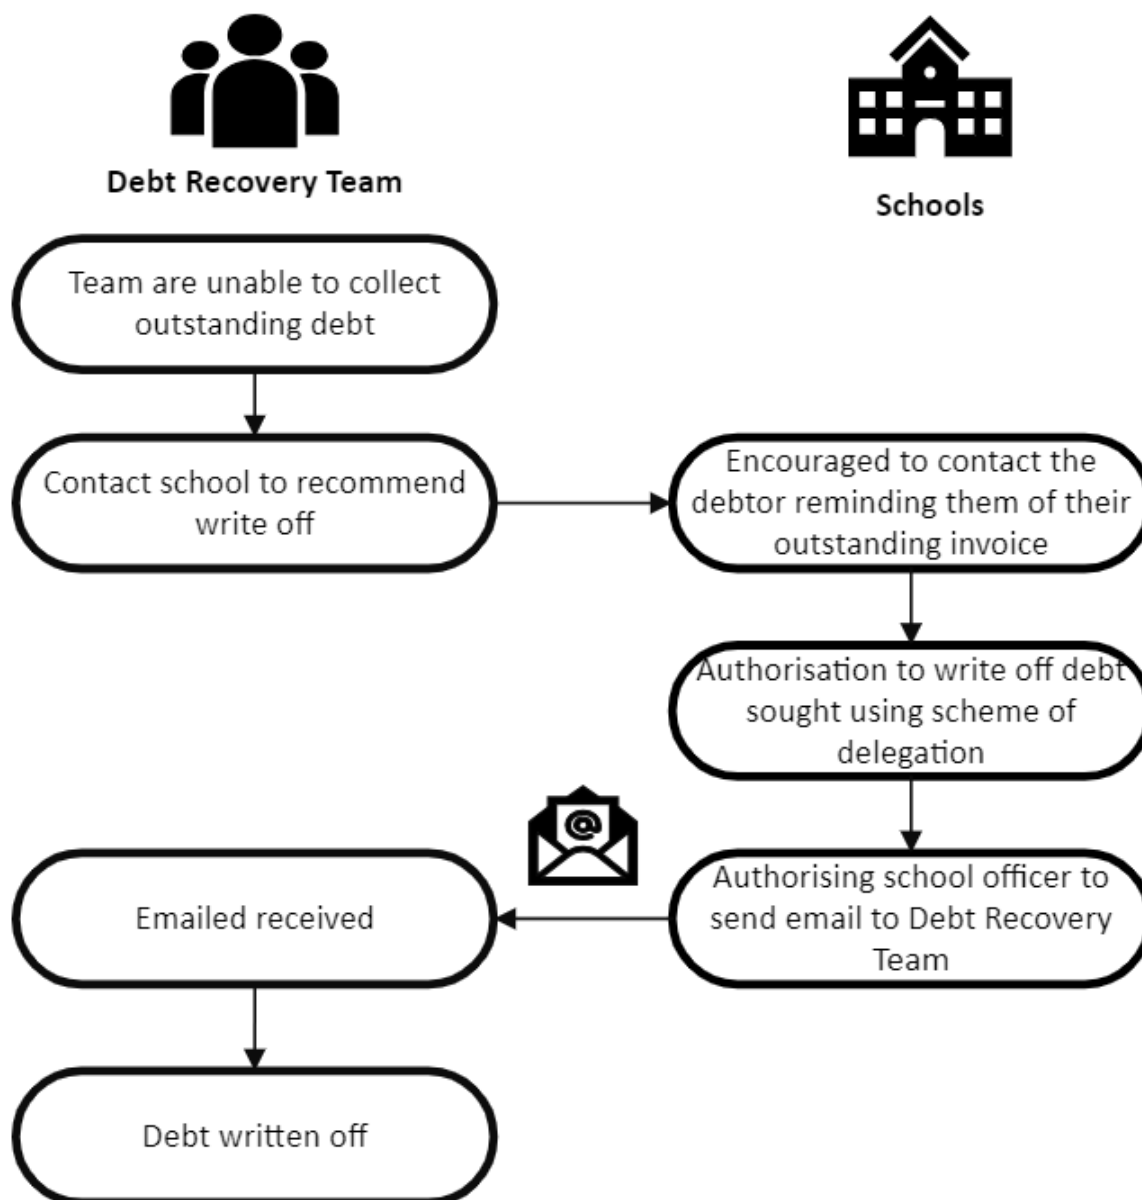 Debt Recovery Team
Schools
Team are unable to collect
outstanding debt
Contact school to recommend
write off
Encouraged to contact the
debtor reminding them of their
outstanding invoice
Authorisation to write off debt
sought using scheme of
delegation
@
Authorising school officer to
send email to Debt Recovery
Team
Emailed received
Debt written off